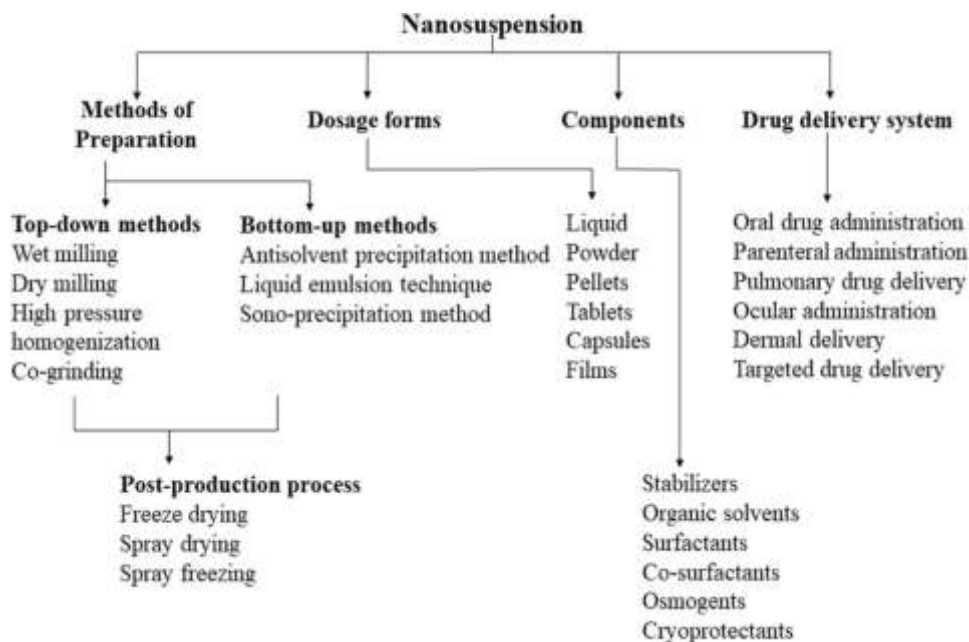 Nanosuspension
Methods of
Preparation
Dosage forms
Components
Drug delivery system
Top-down methods
Wet milling
Dry milling
High pressure
homogenization
Co-grinding
Bottom-up methods
Antisolvent precipitation method
Liquid emulsion technique
Sono-precipitation method
Liquid
Powder
Pellets
Tablets
Capsules
Films
Oral drug administration
Parenteral administration
Pulmonary drug delivery
Ocular administration
Dermal delivery
Targeted drug delivery
Post-production process
Freeze drying
Spray drying
Spray freezing
Stabilizers
Organic solvents
Surfactants
Co-surfactants
Osmogents
Cryoprotectants